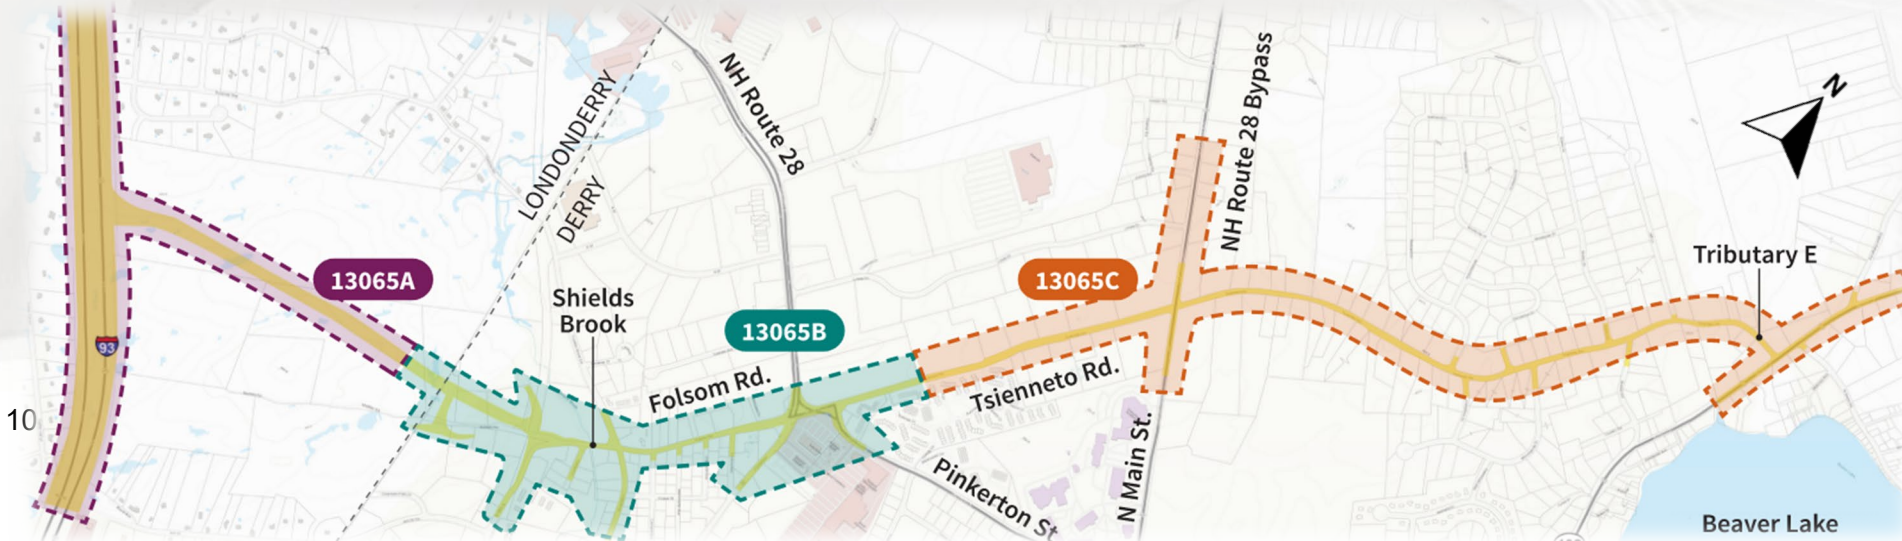 N
NH Route 28
NH Route 28 Bypass
LONDONDERRY
DERRY
13065A
13065C
Tributary E
Shields
Brook
13065B
93
Folsom Rd.
Tsienneto Rd.
10
N Main St.
Pinkerton St
Beaver Lake